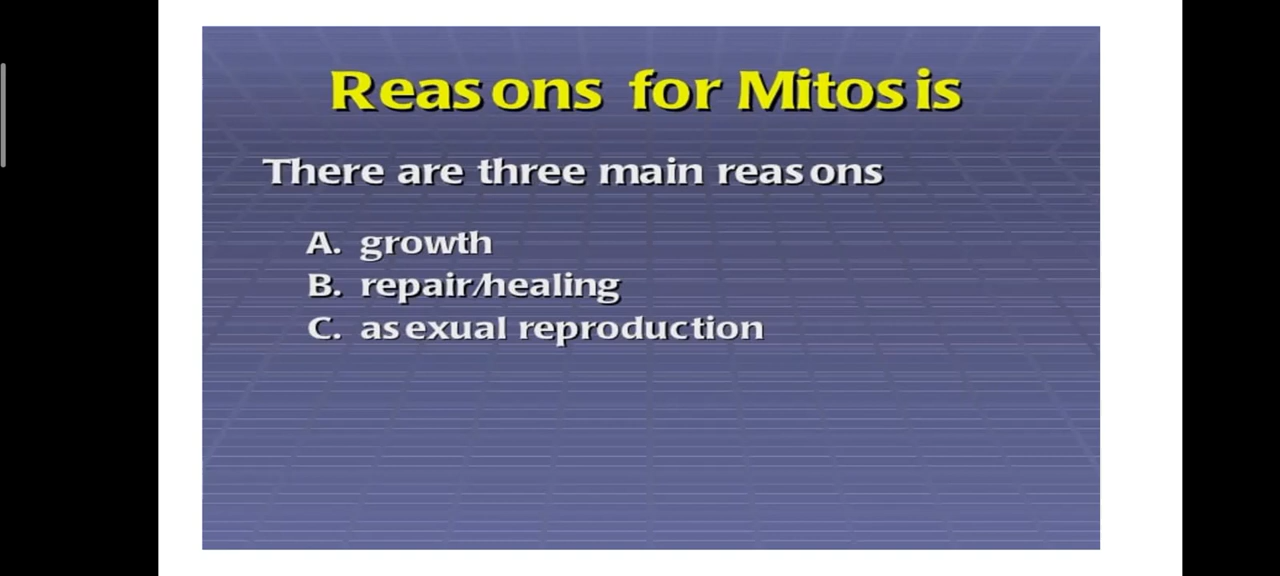 Reasons for Mitosis
There are three main reasons
A. growth
B. repair/healing
C. asexual reproduction